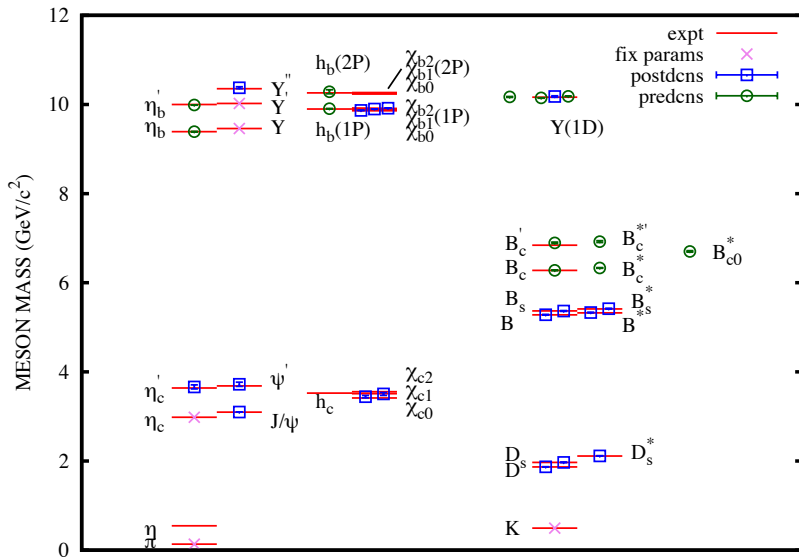 12
10
8
6
4
2
0
MESON MASS (GeV/c²)
expt
fix params
postdcns
predcns
h_b(2P)
χ_b2
χ_b1(2P)
χ_b0
Υ''
η_b'
Υ'
η_b
Υ
h_b(1P)
χ_b2
χ_b1(1P)
χ_b0
Υ(1D)
B_c'
B_c^*'
B_c
B_c^*
B_c0^*
B_s
B_s^*
B
B^*
η_c'
ψ'
χ_c2
χ_c1
χ_c0
h_c
η_c
J/ψ
D_s
D
D_s^*
η
π
K